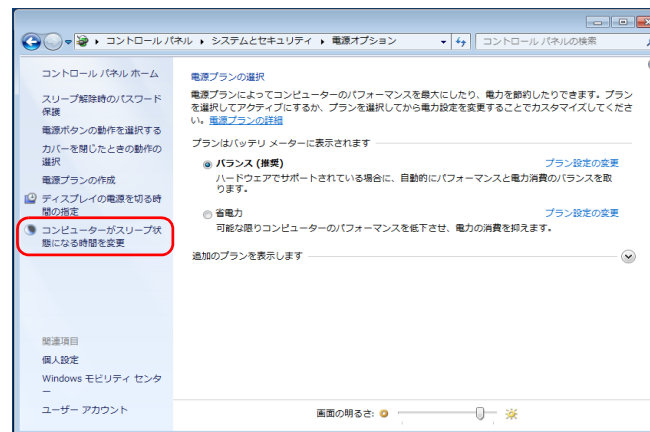 コントロール パネル ▸ システムとセキュリティ ▸ 電源オプション
コントロール パネルの検索
コントロール パネル ホーム
スリープ解除時のパスワード
保護
電源ボタンの動作を選択する
カバーを閉じたときの動作の
選択
電源プランの作成
ディスプレイの電源を切る時
間の指定
コンピューターがスリープ状
態になる時間を変更
関連項目
個人設定
Windows モビリティ センタ
ー
ユーザー アカウント
電源プランの選択
電源プランによってコンピューターのパフォーマンスを最大にしたり、電力を節約したりできます。プラン
を選択してアクティブにするか、プランを選択してから電力設定を変更することでカスタマイズしてくださ
い。電源プランの詳細
プランはバッテリ メーターに表示されます
バランス (推奨) プラン設定の変更
ハードウェアでサポートされている場合に、自動的にパフォーマンスと電力消費のバランスを取
ります。
省電力 プラン設定の変更
可能な限りコンピューターのパフォーマンスを低下させ、電力の消費を抑えます。
追加のプランを表示します
画面の明るさ: